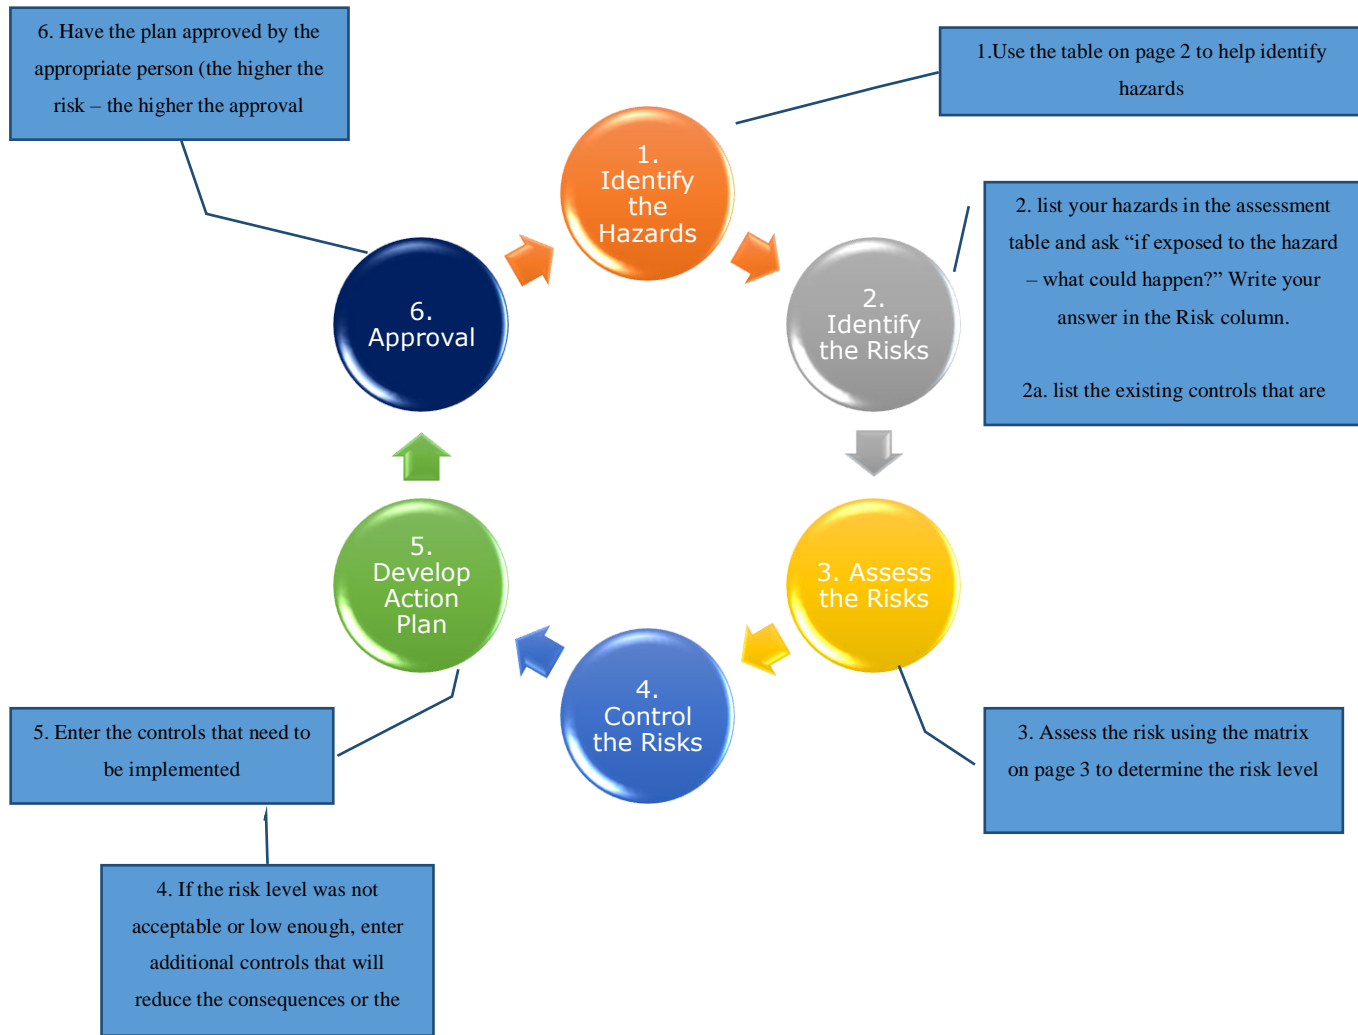 6. Have the plan approved by the
appropriate person (the higher the
risk – the higher the approval
1.Use the table on page 2 to help identify
hazards
1.
Identify
the
Hazards
2. list your hazards in the assessment
table and ask “if exposed to the hazard
– what could happen?” Write your
answer in the Risk column.
2a. list the existing controls that are
2.
Identify
the Risks
6.
Approval
5.
Develop
Action
Plan
3. Assess
the Risks
4.
Control
the Risks
5. Enter the controls that need to
be implemented
3. Assess the risk using the matrix
on page 3 to determine the risk level
4. If the risk level was not
acceptable or low enough, enter
additional controls that will
reduce the consequences or the